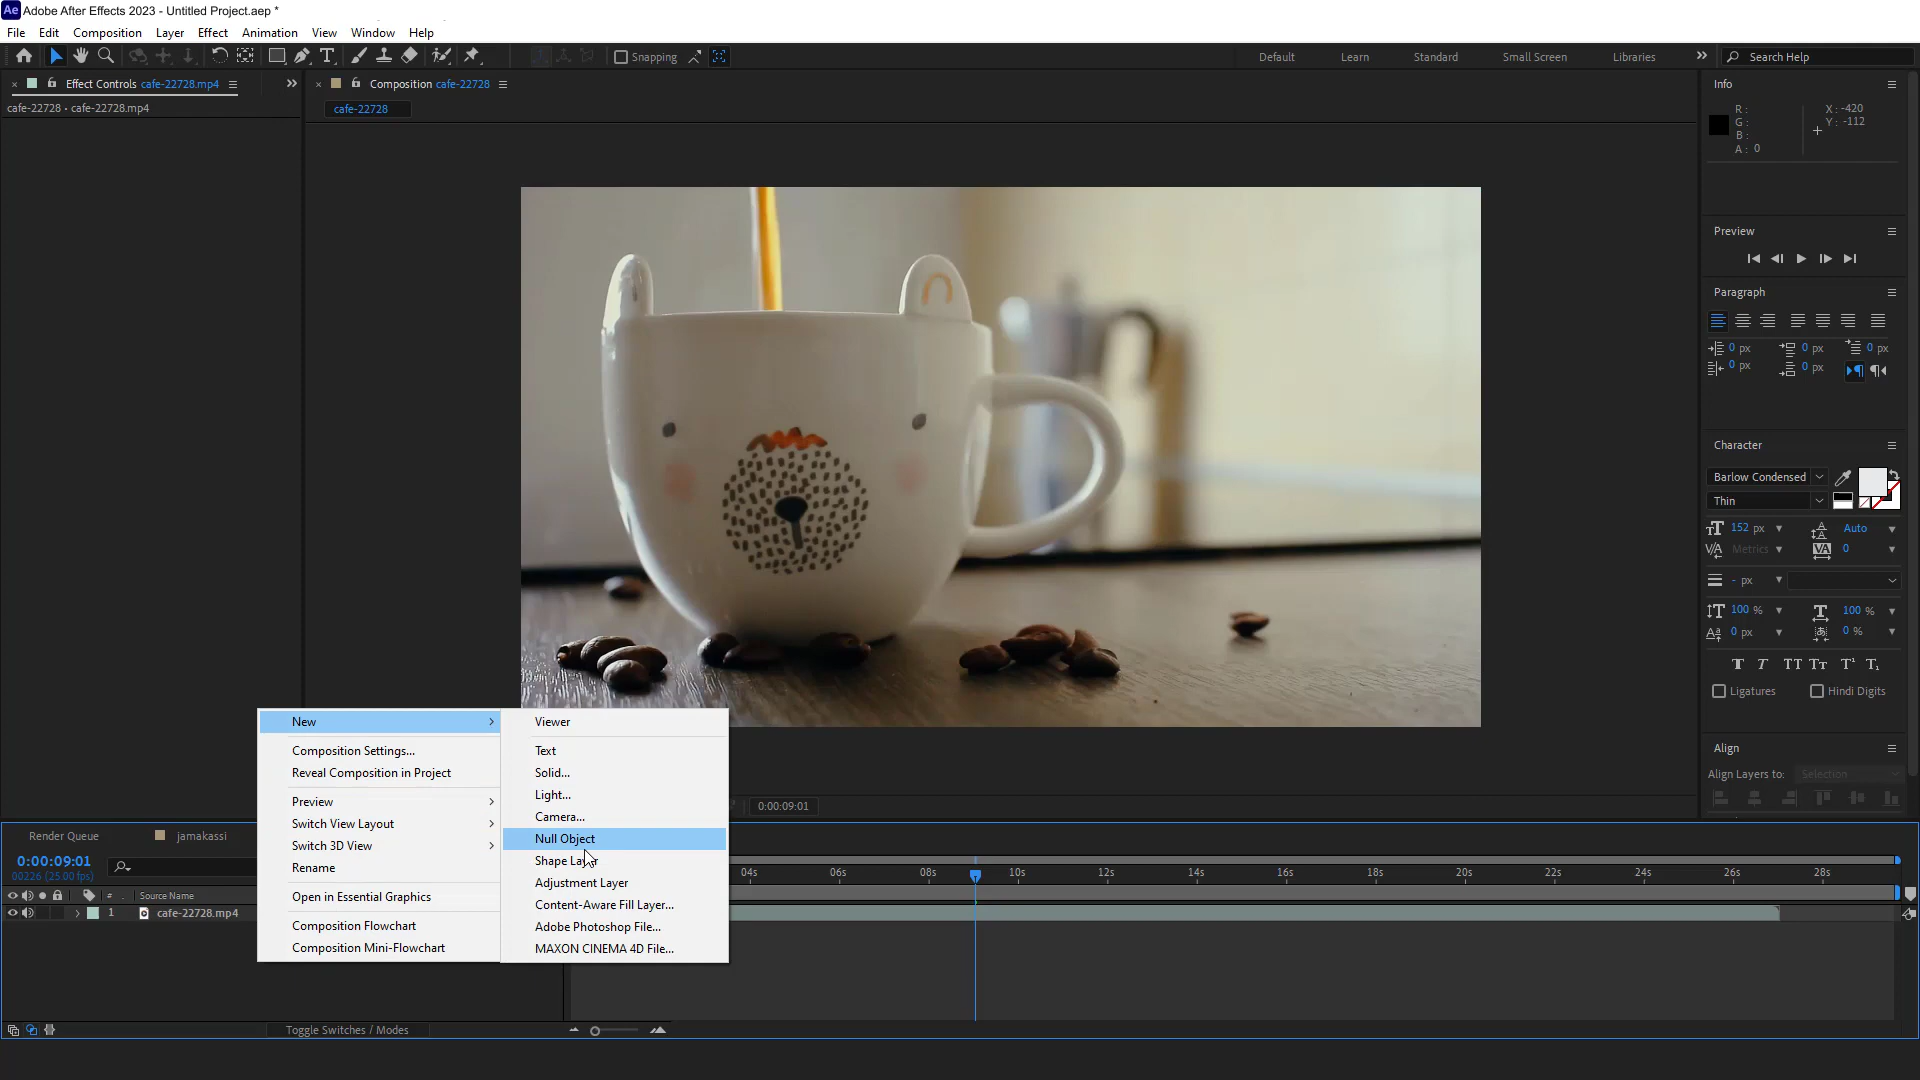 Ae Adobe After Effects 2023 - Untitled Project.aep *
File Edit Composition Layer Effect Animation View Window Help
Snapping
Default Learn Standard Small Screen Libraries » Search Help
× Effect Controls cafe-22728.mp4
cafe-22728 • cafe-22728.mp4
× Composition cafe-22728
cafe-22728
Info
R :
G :
B :
A : 0
X : -420
Y : -112
Preview
Paragraph
0 px 0 px 0 px
0 px 0 px
Character
Barlow Condensed
Thin
152 px Auto
Metrics 0
- px
100 % 100 %
0 px 0 %
T T TT Tt T¹ T₁
Ligatures Hindi Digits
Align
Align Layers to: Selection
New
Composition Settings...
Reveal Composition in Project
Preview
Switch View Layout
Switch 3D View
Rename
Open in Essential Graphics
Composition Flowchart
Composition Mini-Flowchart
Viewer
Text
Solid...
Light...
Camera...
Null Object
Shape Layer
Adjustment Layer
Content-Aware Fill Layer...
Adobe Photoshop File...
MAXON CINEMA 4D File...
0:00:09:01
Render Queue jamakassi
0:00:09:01
00226 (25.00 fps)
# Source Name
1 cafe-22728.mp4
04s 06s 08s 10s 12s 14s 16s 18s 20s 22s 24s 26s 28s
Toggle Switches / Modes